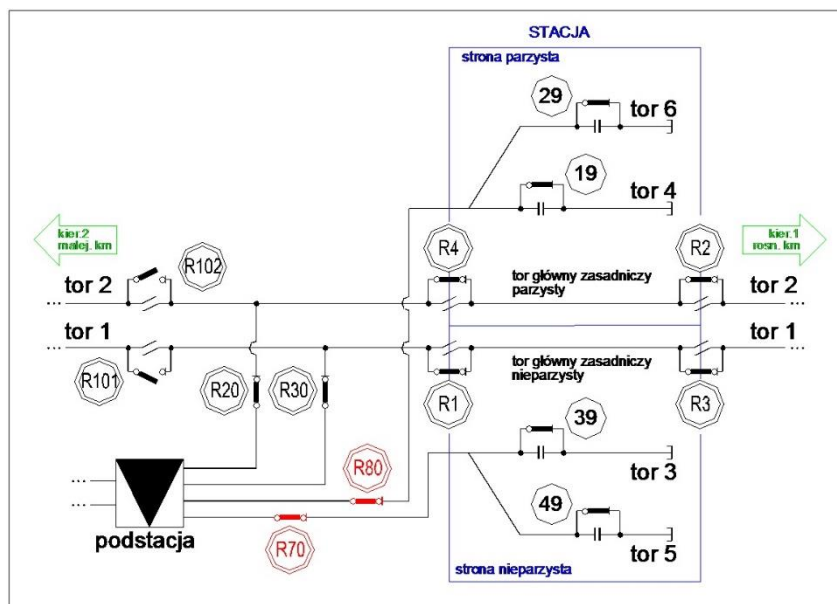 STACJA
strona parzysta
29
tor 6
19
tor 4
kier.2
malej. km
R102
R4
R2
kier.1
rosn. km
tor 2
tor główny zasadniczy
parzysty
tor 2
tor 1
tor 1
R101
R20
R30
tor główny zasadniczy
nieparzysty
R1
R3
39
R80
tor 3
...
...
49
podstacja
R70
tor 5
strona nieparzysta